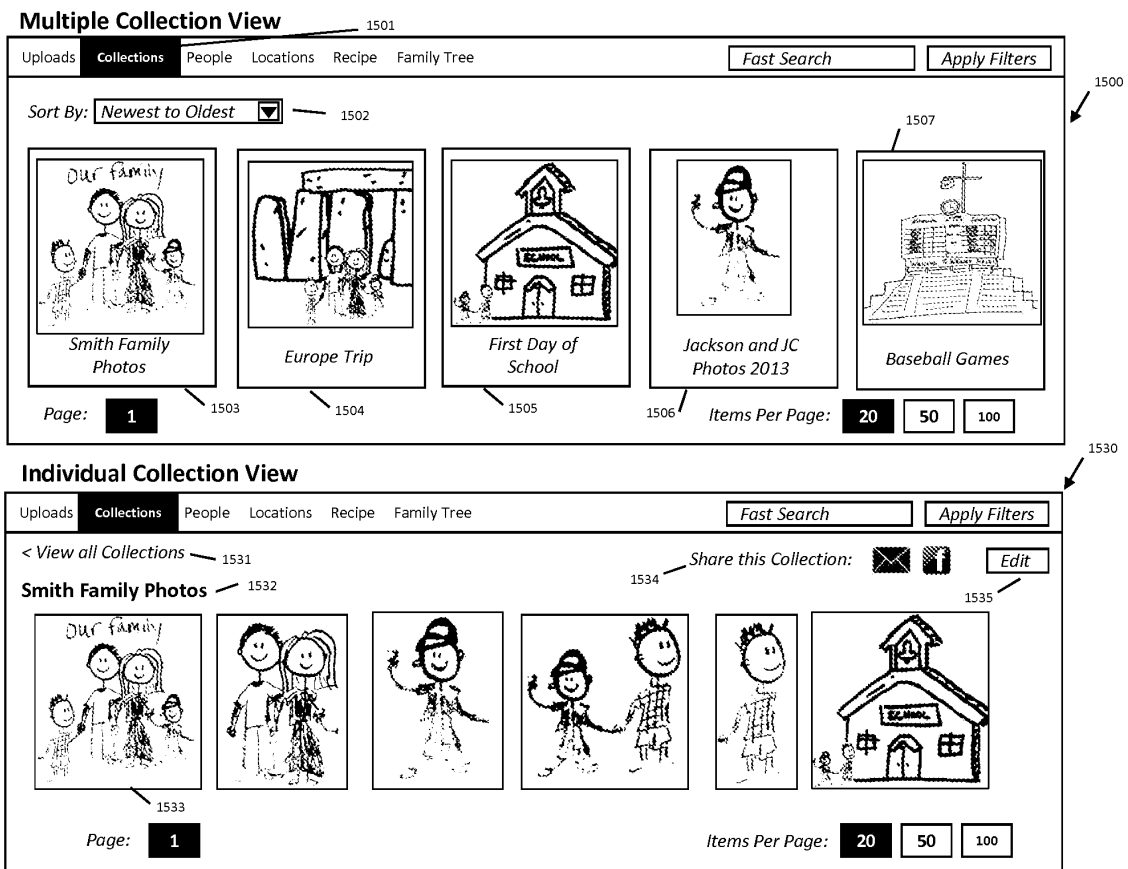 Multiple Collection View
1501
Uploads Collections People Locations Recipe Family Tree Fast Search Apply Filters
1500
Sort By: Newest to Oldest
1502
1507
our family
SCHOOL
Smith Family
Photos
Europe Trip
First Day of
School
Jackson and JC
Photos 2013
Baseball Games
1503
1504
1505
1506
Page: 1
Items Per Page: 20 50 100
Individual Collection View
1530
Uploads Collections People Locations Recipe Family Tree Fast Search Apply Filters
< View all Collections
1531
Share this Collection:
f
Edit
1534
1535
Smith Family Photos
1532
our family
SCHOOL
1533
Page: 1
Items Per Page: 20 50 100